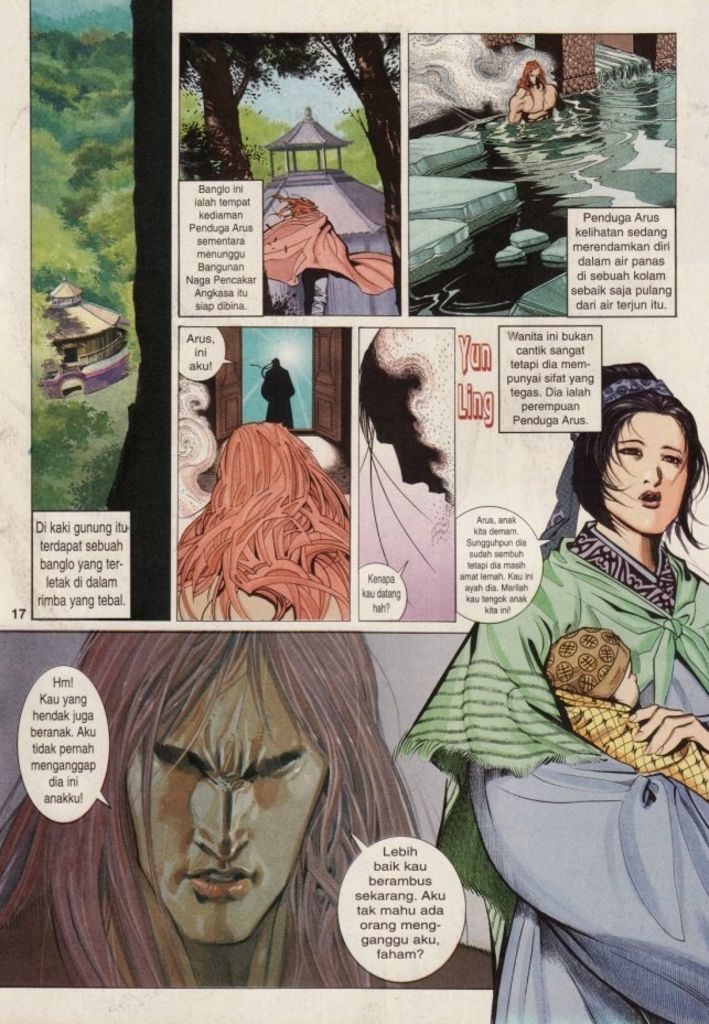 Di kaki gunung itu
terdapat sebuah
banglo yang ter-
letak di dalam
rimba yang tebal.
Banglo ini
ialah tempat
kediaman
Penduga Arus
sementara
menunggu
Bangunan
Naga Pencakar
Angkasa itu
siap dibina.
Penduga Arus
kelihatan sedang
merendamkan diri
dalam air panas
di sebuah kolam
sebaik saja pulang
dari air terjun itu.
Arus,
ini
aku!
Kenapa
kau datang
hah?
Yun
Ling
Wanita ini bukan
cantik sangat
tetapi dia mem-
punyai sifat yang
tegas. Dia ialah
perempuan
Penduga Arus.
Arus, anak
kita demam.
Sungguhpun dia
sudah sembuh
tetapi dia masih
amat lemah. Kau ini
ayah dia. Marilah
kau tengok anak
kita ini!
17
Hm!
Kau yang
hendak juga
beranak. Aku
tidak pernah
menganggap
dia ini
anakku!
Lebih
baik kau
berambus
sekarang. Aku
tak mahu ada
orang meng-
ganggu aku,
faham?